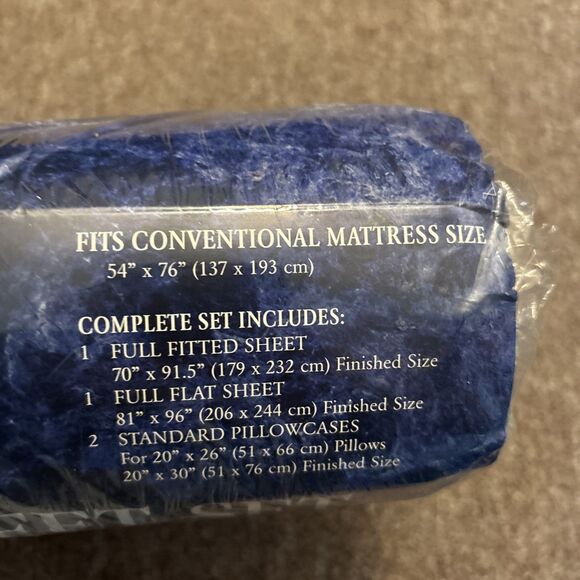 FITS CONVENTIONAL MATTRESS SIZE
54" x 76" (137 x 193 cm)
COMPLETE SET INCLUDES:
1 FULL FITTED SHEET
70" x 91.5" (179 x 232 cm) Finished Size
1 FULL FLAT SHEET
81" x 96" (206 x 244 cm) Finished Size
2 STANDARD PILLOWCASES
For 20" x 26" (51 x 66 cm) Pillows
20" x 30" (51 x 76 cm) Finished Size